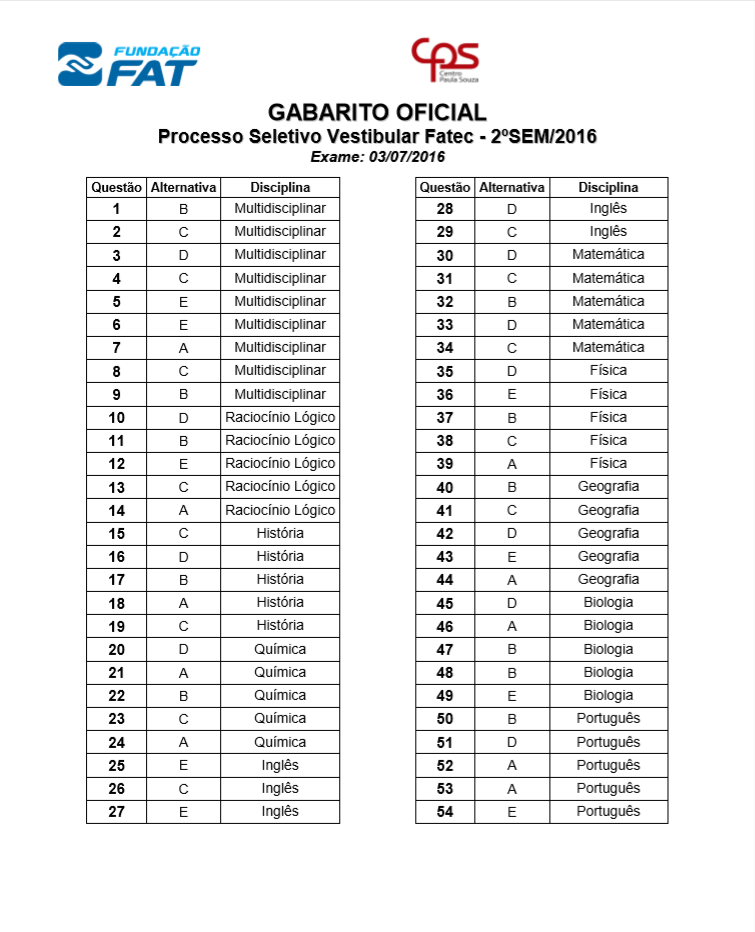 FUNDAÇÃO
FAT
CPS
Centro
Paula Souza
GABARITO OFICIAL
Processo Seletivo Vestibular Fatec - 2ºSEM/2016
Exame: 03/07/2016
Questão Alternativa Disciplina
1 B Multidisciplinar
2 C Multidisciplinar
3 D Multidisciplinar
4 C Multidisciplinar
5 E Multidisciplinar
6 E Multidisciplinar
7 A Multidisciplinar
8 C Multidisciplinar
9 B Multidisciplinar
10 D Raciocínio Lógico
11 B Raciocínio Lógico
12 E Raciocínio Lógico
13 C Raciocínio Lógico
14 A Raciocínio Lógico
15 C História
16 D História
17 B História
18 A História
19 C História
20 D Química
21 A Química
22 B Química
23 C Química
24 A Química
25 E Inglês
26 C Inglês
27 E Inglês
Questão Alternativa Disciplina
28 D Inglês
29 C Inglês
30 D Matemática
31 C Matemática
32 B Matemática
33 D Matemática
34 C Matemática
35 D Física
36 E Física
37 B Física
38 C Física
39 A Física
40 B Geografia
41 C Geografia
42 D Geografia
43 E Geografia
44 A Geografia
45 D Biologia
46 A Biologia
47 B Biologia
48 B Biologia
49 E Biologia
50 B Português
51 D Português
52 A Português
53 A Português
54 E Português